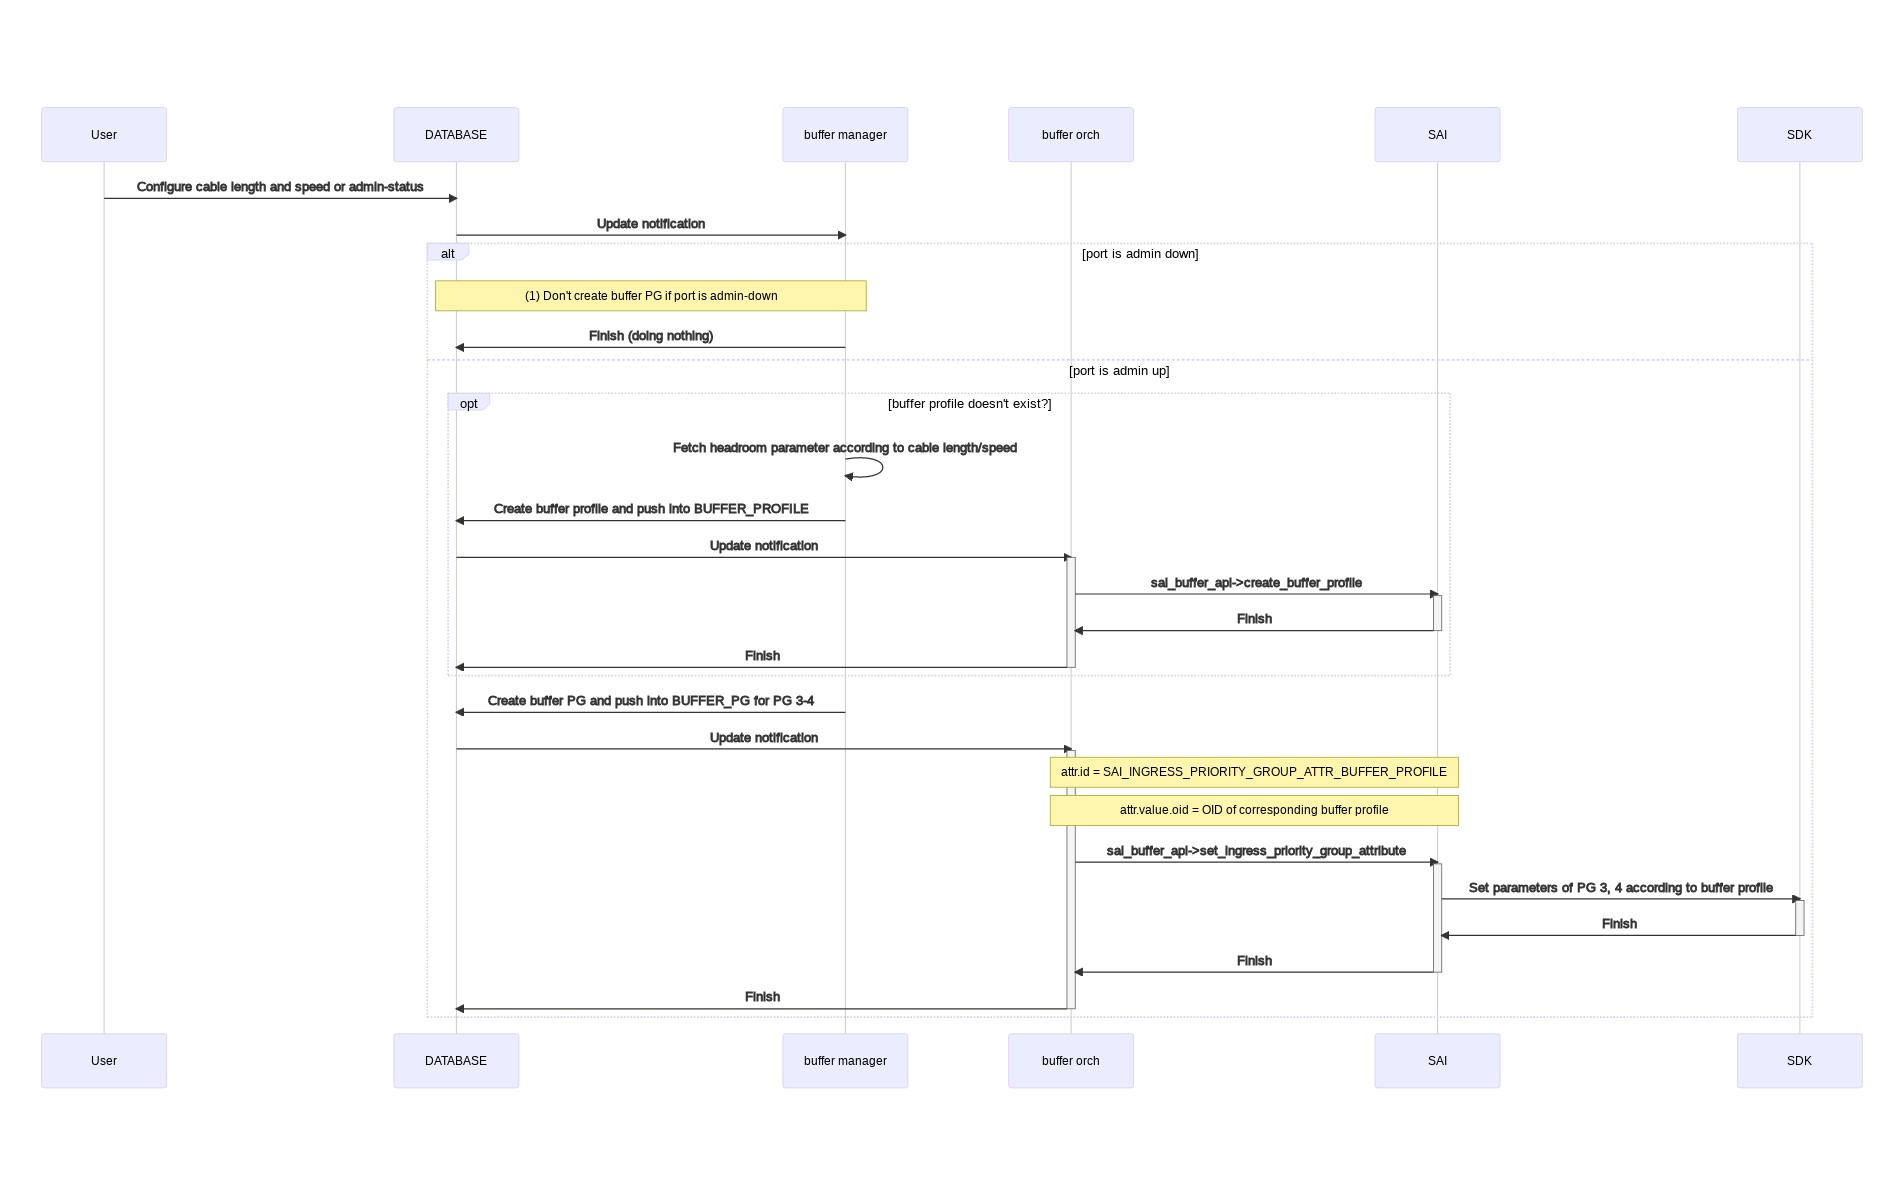 User
DATABASE
buffer manager
buffer orch
SAI
SDK
Configure cable length and speed or admin-status
Update notification
alt
[port is admin down]
(1) Don't create buffer PG if port is admin-down
Finish (doing nothing)
[port is admin up]
opt
[buffer profile doesn't exist?]
Fetch headroom parameter according to cable length/speed
Create buffer profile and push into BUFFER_PROFILE
Update notification
sai_buffer_api->create_buffer_profile
Finish
Finish
Create buffer PG and push into BUFFER_PG for PG 3-4
Update notification
attr.id = SAI_INGRESS_PRIORITY_GROUP_ATTR_BUFFER_PROFILE
attr.value.oid = OID of corresponding buffer profile
sai_buffer_api->set_ingress_priority_group_attribute
Set parameters of PG 3, 4 according to buffer profile
Finish
Finish
Finish
User
DATABASE
buffer manager
buffer orch
SAI
SDK